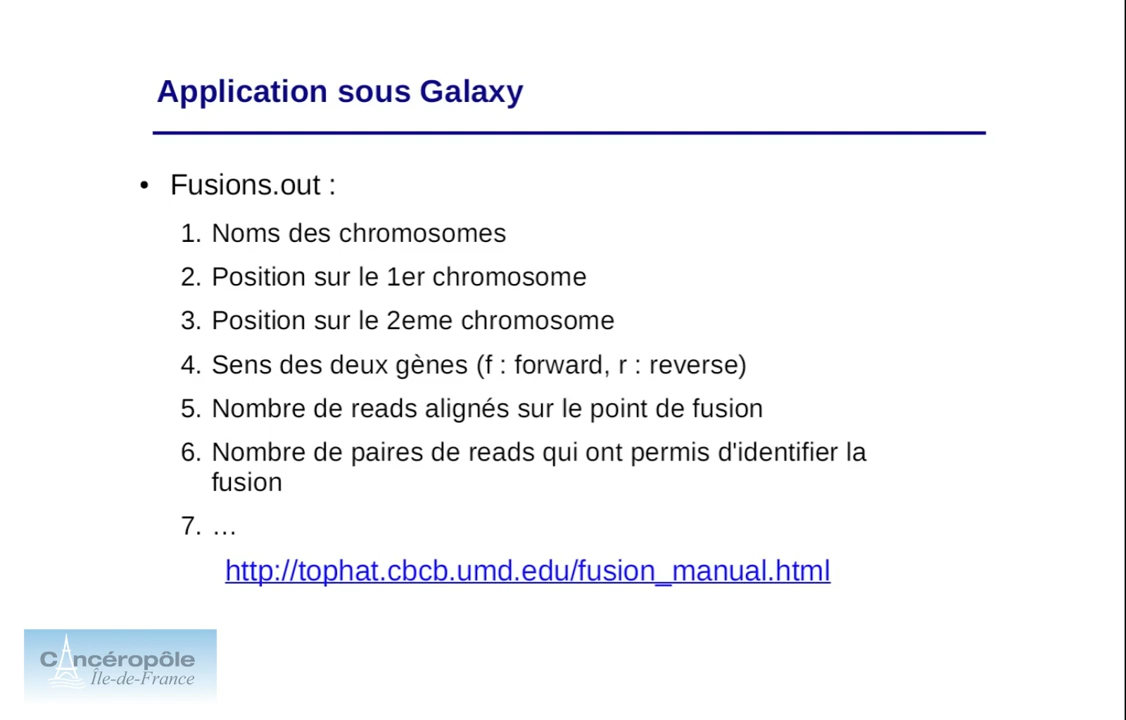 Application sous Galaxy
• Fusions.out :
1. Noms des chromosomes
2. Position sur le 1er chromosome
3. Position sur le 2eme chromosome
4. Sens des deux gènes (f : forward, r : reverse)
5. Nombre de reads alignés sur le point de fusion
6. Nombre de paires de reads qui ont permis d'identifier la
fusion
7. …
http://tophat.cbcb.umd.edu/fusion_manual.html
Cancéropôle
Île-de-France